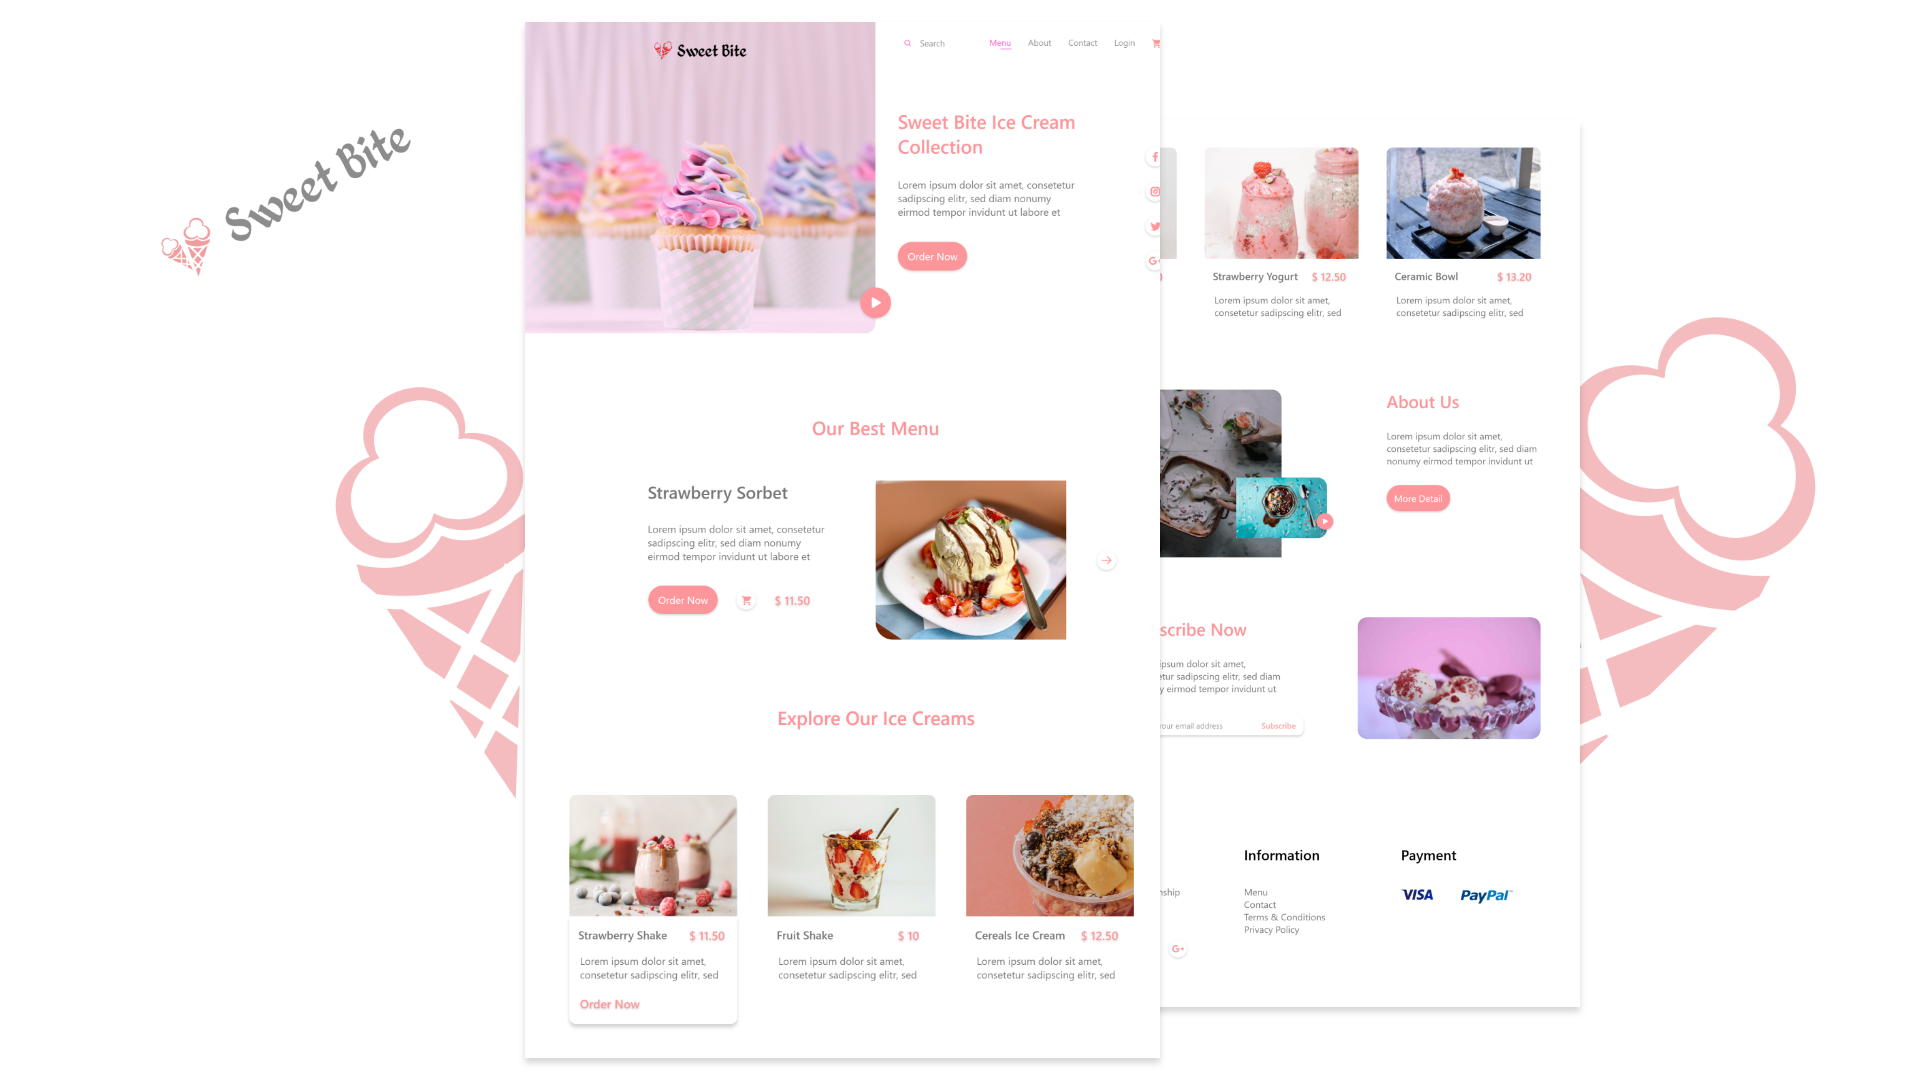 Sweet Bite
Sweet Bite
Search
Menu
About
Contact
Login
Sweet Bite Ice Cream
Collection
Lorem ipsum dolor sit amet, consetetur
sadipscing elitr, sed diam nonumy
eirmod tempor invidunt ut labore et
Order Now
Our Best Menu
Strawberry Sorbet
Lorem ipsum dolor sit amet, consetetur
sadipscing elitr, sed diam nonumy
eirmod tempor invidunt ut labore et
Order Now
$ 11.50
Explore Our Ice Creams
Strawberry Shake $ 11.50
Lorem ipsum dolor sit amet,
consetetur sadipscing elitr, sed
Order Now
Fruit Shake $ 10
Lorem ipsum dolor sit amet,
consetetur sadipscing elitr, sed
Cereals Ice Cream $ 12.50
Lorem ipsum dolor sit amet,
consetetur sadipscing elitr, sed
Strawberry Yogurt $ 12.50
Lorem ipsum dolor sit amet,
consetetur sadipscing elitr, sed
Ceramic Bowl $ 13.20
Lorem ipsum dolor sit amet,
consetetur sadipscing elitr, sed
About Us
Lorem ipsum dolor sit amet,
consetetur sadipscing elitr, sed diam
nonumy eirmod tempor invidunt ut
More Detail
scribe Now
ipsum dolor sit amet,
tur sadipscing elitr, sed diam
y eirmod tempor invidunt ut
our email address
Subscribe
nship
G+
G+
Information
Menu
Contact
Terms & Conditions
Privacy Policy
Payment
VISA
PayPal